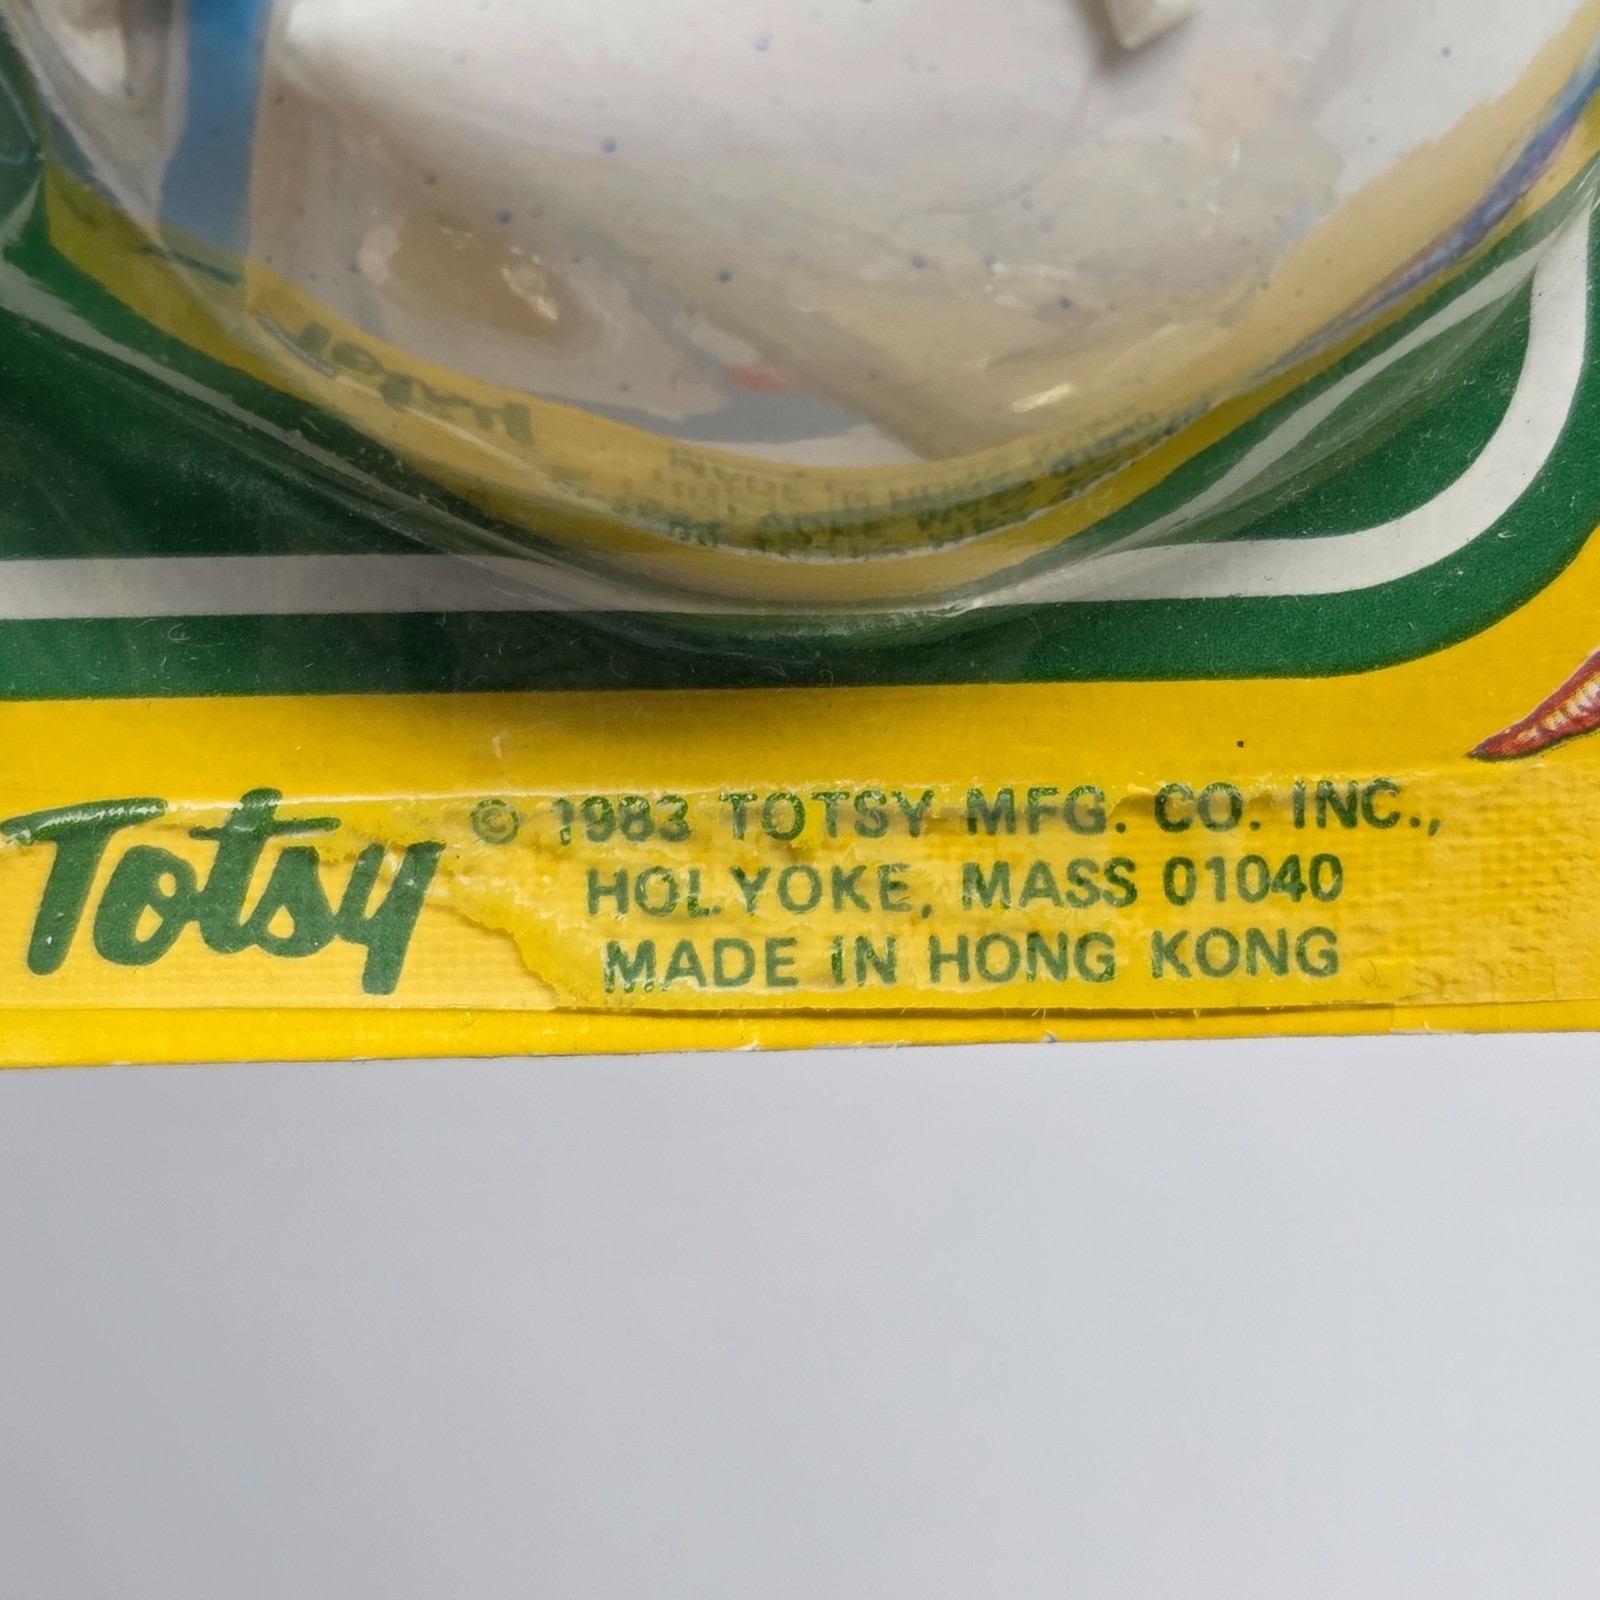 Totsy
© 1983 TOTSY MFG. CO. INC.,
HOLYOKE, MASS 01040
MADE IN HONG KONG